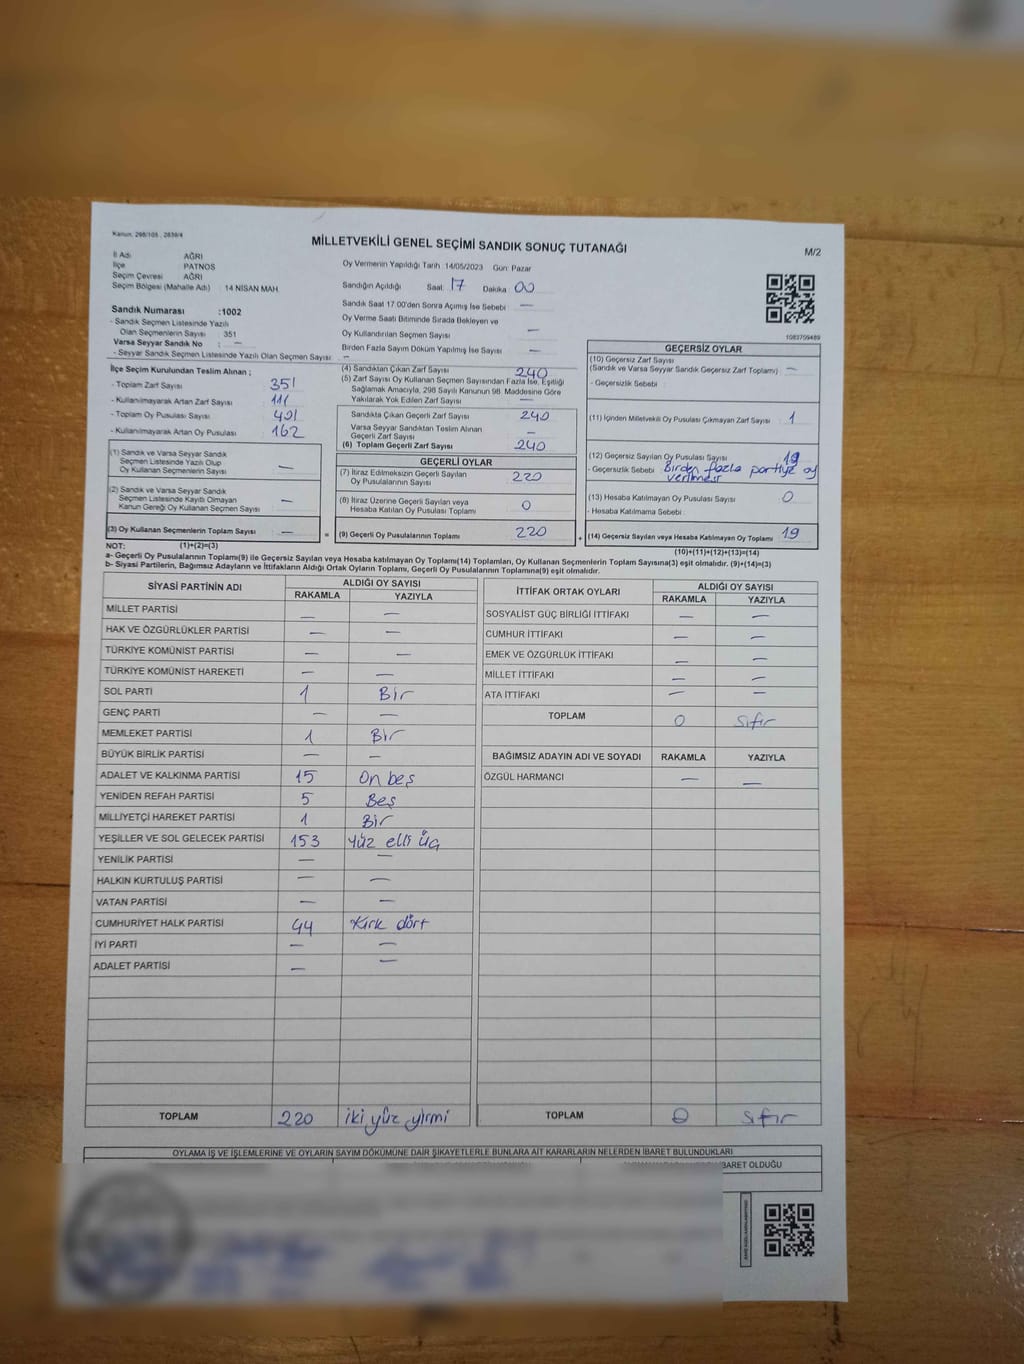 Kanun: 298/105 , 2839/4
MİLLETVEKİLİ GENEL SEÇİMİ SANDIK SONUÇ TUTANAĞI
M/2
İl Adı AĞRI
İlçe PATNOS
Seçim Çevresi AĞRI
Seçim Bölgesi (Mahalle Adı) : 14 NİSAN MAH.
Oy Vermenin Yapıldığı Tarih :14/05/2023 Gün: Pazar
Sandığın Açıldığı Saat: 17 Dakika 00
Sandık Saat 17:00'den Sonra Açımış İse Sebebi : —
Oy Verme Saati Bitiminde Sırada Bekleyen ve
Oy Kullandırılan Seçmen Sayısı : —
Birden Fazla Sayım Döküm Yapılmış İse Sayısı : —
Sandık Numarası :1002
- Sandık Seçmen Listesinde Yazılı
Olan Seçmenlerin Sayısı : 351
Varsa Seyyar Sandık No : —
- Seyyar Sandık Seçmen Listesinde Yazılı Olan Seçmen Sayısı: —
1083709489
İlçe Seçim Kurulundan Teslim Alınan ;
- Toplam Zarf Sayısı : 351
- Kullanılmayarak Artan Zarf Sayısı : 111
- Toplam Oy Pusulası Sayısı : 401
- Kullanılmayarak Artan Oy Pusulası : 162
(1) Sandık ve Varsa Seyyar Sandık
Seçmen Listesinde Yazılı Olup
Oy Kullanan Seçmenlerin Sayısı : —
(2) Sandık ve Varsa Seyyar Sandık
Seçmen Listesinde Kayıtlı Olmayan
Kanun Gereği Oy Kullanan Seçmen Sayısı : —
(3) Oy Kullanan Seçmenlerin Toplam Sayısı : —
(1)+(2)=(3)
(4) Sandıktan Çıkan Zarf Sayısı : 240
(5) Zarf Sayısı Oy Kullanan Seçmen Sayısından Fazla İse, Eşitliği
Sağlamak Amacıyla, 298 Sayılı Kanunun 98. Maddesine Göre
Yakılarak Yok Edilen Zarf Sayısı : —
Sandıkta Çıkan Geçerli Zarf Sayısı : 240
Varsa Seyyar Sandıktan Teslim Alınan
Geçerli Zarf Sayısı : —
(6) Toplam Geçerli Zarf Sayısı : 240
GEÇERLİ OYLAR
(7) İtiraz Edilmeksizin Geçerli Sayılan
Oy Pusulalarının Sayısı : 220
(8) İtiraz Üzerine Geçerli Sayılan veya
Hesaba Katılan Oy Pusulası Toplamı : 0
= (9) Geçerli Oy Pusulalarının Toplamı : 220 +
GEÇERSİZ OYLAR
(10) Geçersiz Zarf Sayısı
(Sandık ve Varsa Seyyar Sandık Geçersiz Zarf Toplamı) : —
- Geçersizlik Sebebi :
(11) İçinden Milletvekili Oy Pusulası Çıkmayan Zarf Sayısı : 1
(12) Geçersiz Sayılan Oy Pusulası Sayısı : 19
- Geçersizlik Sebebi : Birden fazla partiye oy
verilmesi
(13) Hesaba Katılmayan Oy Pusulası Sayısı : 0
- Hesaba Katılmama Sebebi :
(14) Geçersiz Sayılan veya Hesaba Katılmayan Oy Toplamı : 19
(10)+(11)+(12)+(13)=(14)
NOT:
a- Geçerli Oy Pusulalarının Toplamı(9) ile Geçersiz Sayılan veya Hesaba katılmayan Oy Toplamı(14) Toplamları, Oy Kullanan Seçmenlerin Toplam Sayısına(3) eşit olmalıdır. (9)+(14)=(3)
b- Siyasi Partilerin, Bağımsız Adayların ve İttifakların Aldığı Ortak Oyların Toplamı, Geçerli Oy Pusulalarının Toplamına(9) eşit olmalıdır.
SİYASİ PARTİNİN ADI ALDIĞI OY SAYISI
RAKAMLA YAZIYLA
MİLLET PARTİSİ — —
HAK VE ÖZGÜRLÜKLER PARTİSİ — —
TÜRKİYE KOMÜNİST PARTİSİ — —
TÜRKİYE KOMÜNİST HAREKETİ — —
SOL PARTİ 1 Bir
GENÇ PARTİ — —
MEMLEKET PARTİSİ 1 Bir
BÜYÜK BİRLİK PARTİSİ — —
ADALET VE KALKINMA PARTİSİ 15 On beş
YENİDEN REFAH PARTİSİ 5 Beş
MİLLİYETÇİ HAREKET PARTİSİ 1 Bir
YEŞİLLER VE SOL GELECEK PARTİSİ 153 Yüz elli üç
YENİLİK PARTİSİ — —
HALKIN KURTULUŞ PARTİSİ — —
VATAN PARTİSİ — —
CUMHURİYET HALK PARTİSİ 44 Kırk dört
İYİ PARTİ — —
ADALET PARTİSİ — —
TOPLAM 220 iki yüz yirmi
İTTİFAK ORTAK OYLARI ALDIĞI OY SAYISI
RAKAMLA YAZIYLA
SOSYALİST GÜÇ BİRLİĞİ İTTİFAKI — —
CUMHUR İTTİFAKI — —
EMEK VE ÖZGÜRLÜK İTTİFAKI — —
MİLLET İTTİFAKI — —
ATA İTTİFAKI — —
TOPLAM 0 Sıfır
BAĞIMSIZ ADAYIN ADI VE SOYADI RAKAMLA YAZIYLA
ÖZGÜL HARMANCI — —
TOPLAM 0 Sıfır
OYLAMA İŞ VE İŞLEMLERİNE VE OYLARIN SAYIM DÖKÜMÜNE DAİR ŞİKAYETLERLE BUNLARA AİT KARARLARIN NELERDEN İBARET BULUNDUKLARI
BARET OLDUĞU